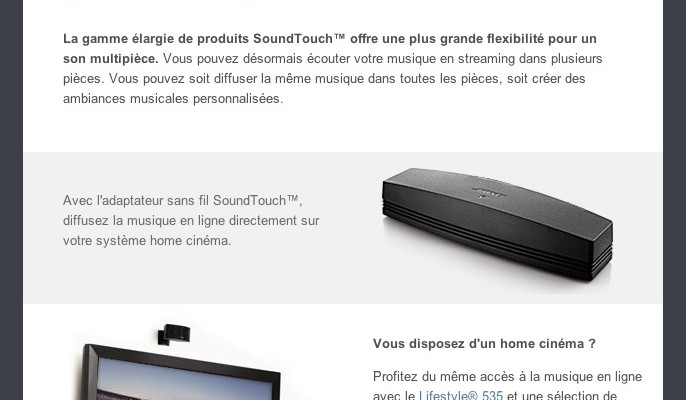 La gamme élargie de produits SoundTouch™ offre une plus grande flexibilité pour un
son multipièce. Vous pouvez désormais écouter votre musique en streaming dans plusieurs
pièces. Vous pouvez soit diffuser la même musique dans toutes les pièces, soit créer des
ambiances musicales personnalisées.
Avec l'adaptateur sans fil SoundTouch™,
diffusez la musique en ligne directement sur
votre système home cinéma.
Vous disposez d'un home cinéma ?
Profitez du même accès à la musique en ligne
avec le Lifestyle® 535 et une sélection de